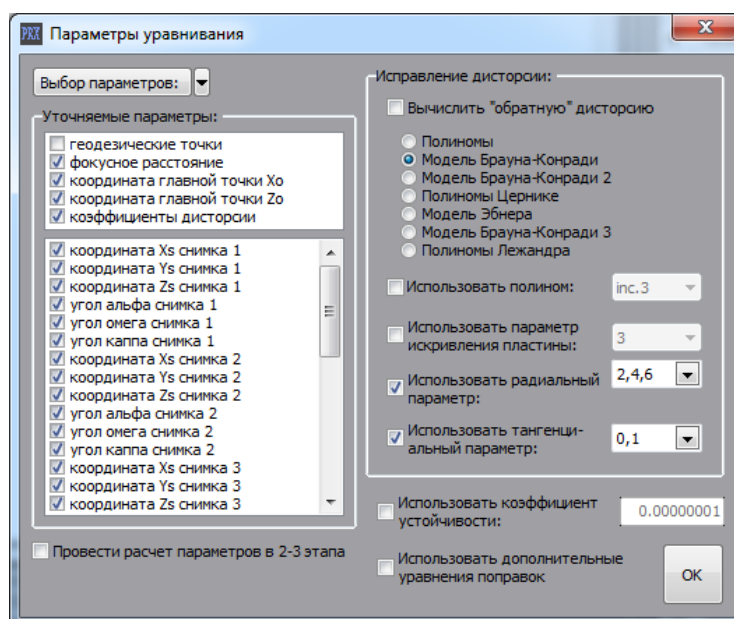 PRX Параметры уравнивания
Выбор параметров:
Уточняемые параметры:
геодезические точки
фокусное расстояние
координата главной точки Xo
координата главной точки Zo
коэффициенты дисторсии
координата Xs снимка 1
координата Ys снимка 1
координата Zs снимка 1
угол альфа снимка 1
угол омега снимка 1
угол каппа снимка 1
координата Xs снимка 2
координата Ys снимка 2
координата Zs снимка 2
угол альфа снимка 2
угол омега снимка 2
угол каппа снимка 2
координата Xs снимка 3
координата Ys снимка 3
координата Zs снимка 3
Провести расчет параметров в 2-3 этапа
Исправление дисторсии:
Вычислить "обратную" дисторсию
Полиномы
Модель Брауна-Конради
Модель Брауна-Конради 2
Полиномы Цернике
Модель Эбнера
Модель Брауна-Конради 3
Полиномы Лежандра
Использовать полином: inc.3
Использовать параметр
искривления пластины: 3
Использовать радиальный 2,4,6
параметр:
Использовать тангенци-
альный параметр: 0,1
Использовать коэффициент
устойчивости: 0.00000001
Использовать дополнительные
уравнения поправок
OK